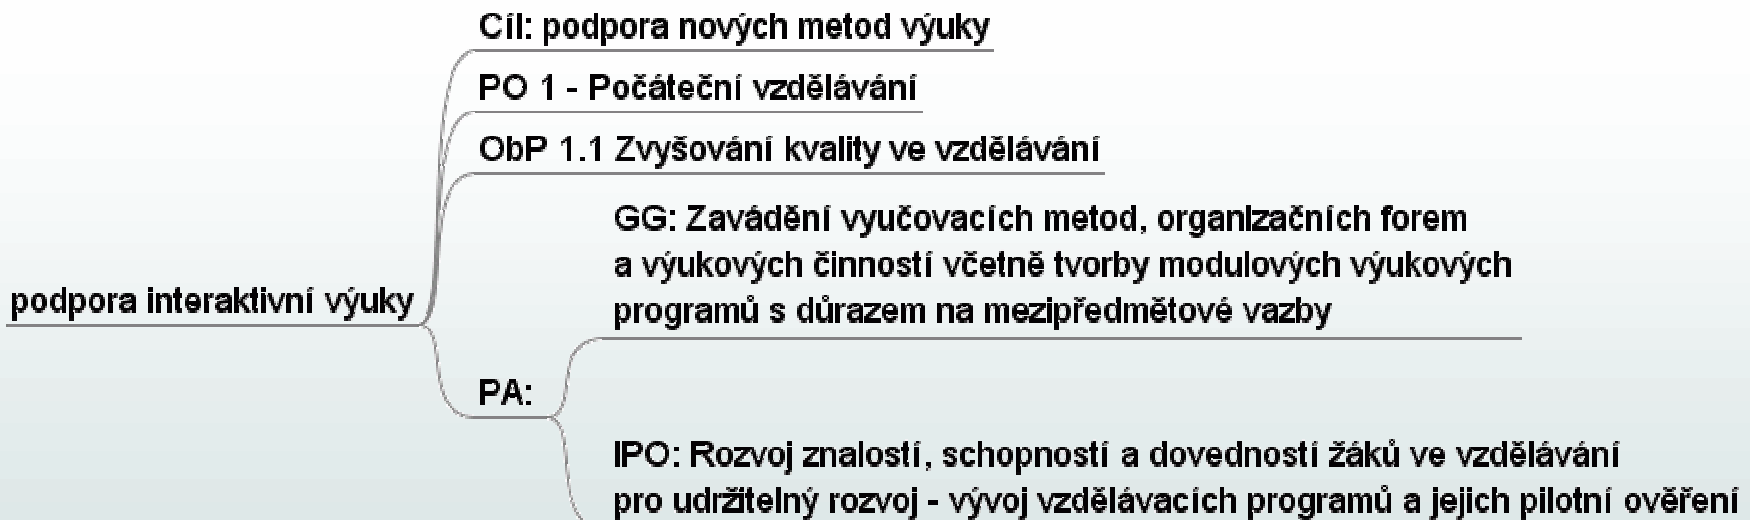 Cíl: podpora nových metod výuky
PO 1 - Počáteční vzdělávání
ObP 1.1 Zvyšování kvality ve vzdělávání
GG: Zavádění vyučovacích metod, organizačních forem
a výukových činností včetně tvorby modulových výukových
programů s důrazem na mezipředmětové vazby
podpora interaktivní výuky
PA:
IPO: Rozvoj znalostí, schopností a dovedností žáků ve vzdělávání
pro udržitelný rozvoj - vývoj vzdělávacích programů a jejich pilotní ověření